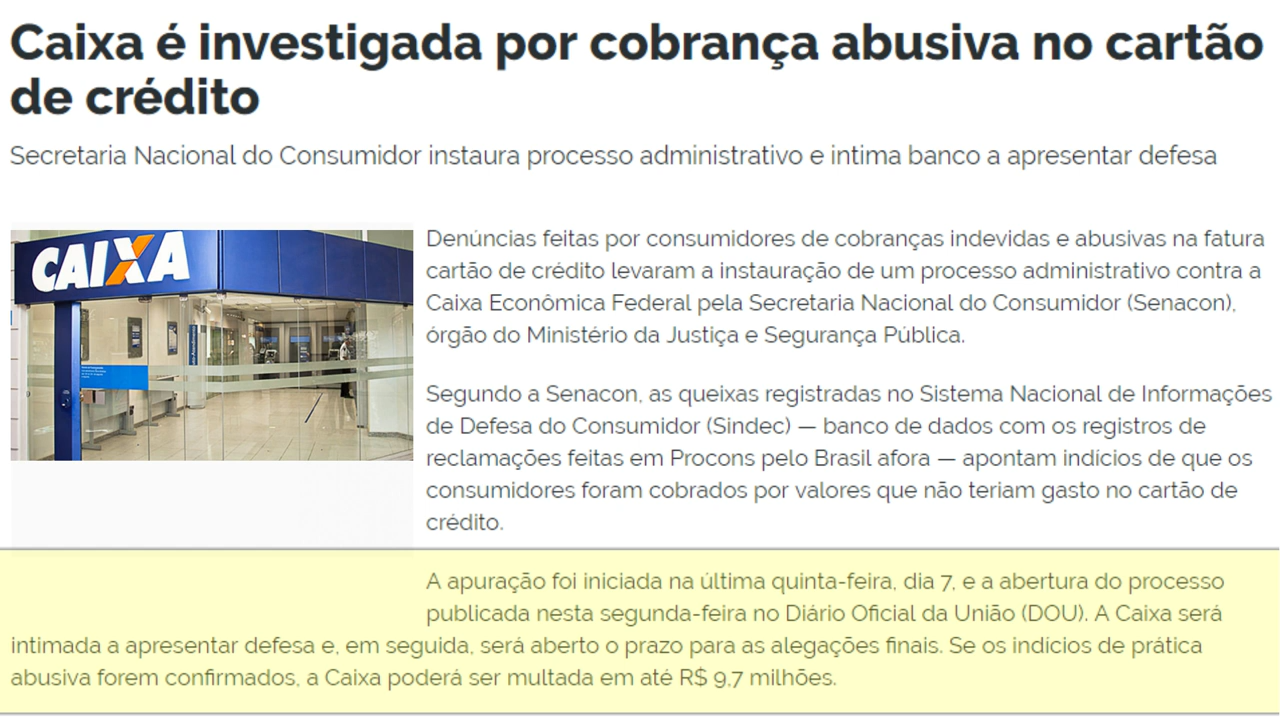 Caixa é investigada por cobrança abusiva no cartão
de crédito
Secretaria Nacional do Consumidor instaura processo administrativo e intima banco a apresentar defesa
CAIXA
Denúncias feitas por consumidores de cobranças indevidas e abusivas na fatura
cartão de crédito levaram a instauração de um processo administrativo contra a
Caixa Econômica Federal pela Secretaria Nacional do Consumidor (Senacon),
órgão do Ministério da Justiça e Segurança Pública.
Segundo a Senacon, as queixas registradas no Sistema Nacional de Informações
de Defesa do Consumidor (Sindec) — banco de dados com os registros de
reclamações feitas em Procons pelo Brasil afora — apontam indícios de que os
consumidores foram cobrados por valores que não teriam gasto no cartão de
crédito.
A apuração foi iniciada na última quinta-feira, dia 7, e a abertura do processo
publicada nesta segunda-feira no Diário Oficial da União (DOU). A Caixa será
intimada a apresentar defesa e, em seguida, será aberto o prazo para as alegações finais. Se os indícios de prática
abusiva forem confirmados, a Caixa poderá ser multada em até R$ 9,7 milhões.